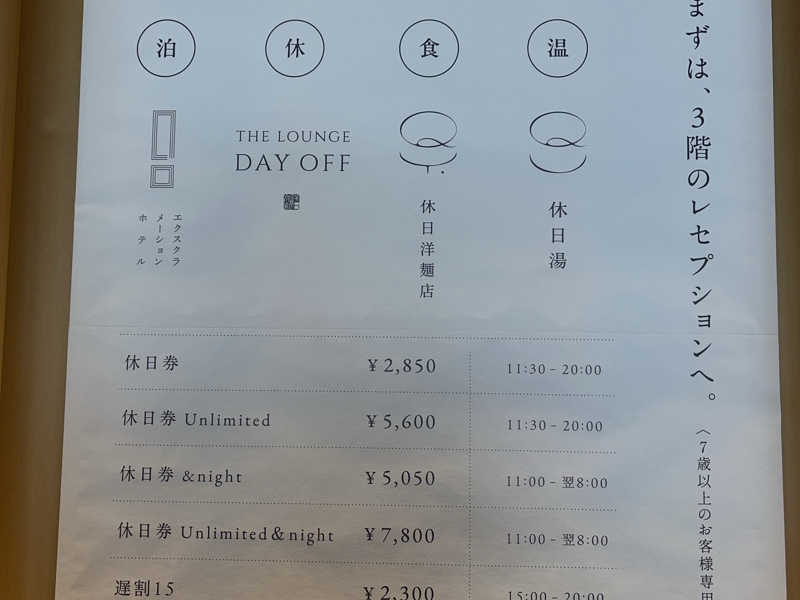 まずは、3階のレセプションへ。
〈7歳以上のお客様専用
泊 休 食 温
エクスクラ
メーション
ホテル
THE LOUNGE
DAY OFF
休日洋麺店
休日湯
休日券 ¥2,850 11:30 – 20:00
休日券 Unlimited ¥5,600 11:30 – 20:00
休日券 &night ¥5,050 11:00 – 翌8:00
休日券 Unlimited&night ¥7,800 11:00 – 翌8:00
遅割15 ¥2,300 15:00 – 20:00